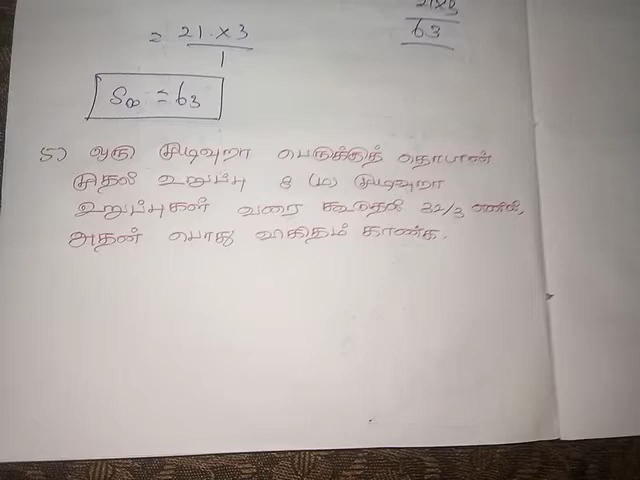 21×3
63
= 21 × 3
1
S∞ = 63
5) ஒரு முடிவுறா பெருக்குத் தொடரின்
முதல் உறுப்பு 8 (ம) முடிவுறா
உறுப்புகள் வரை கூடுதல் 32/3 எனில்,
அதன் பொது விகிதம் காண்க.